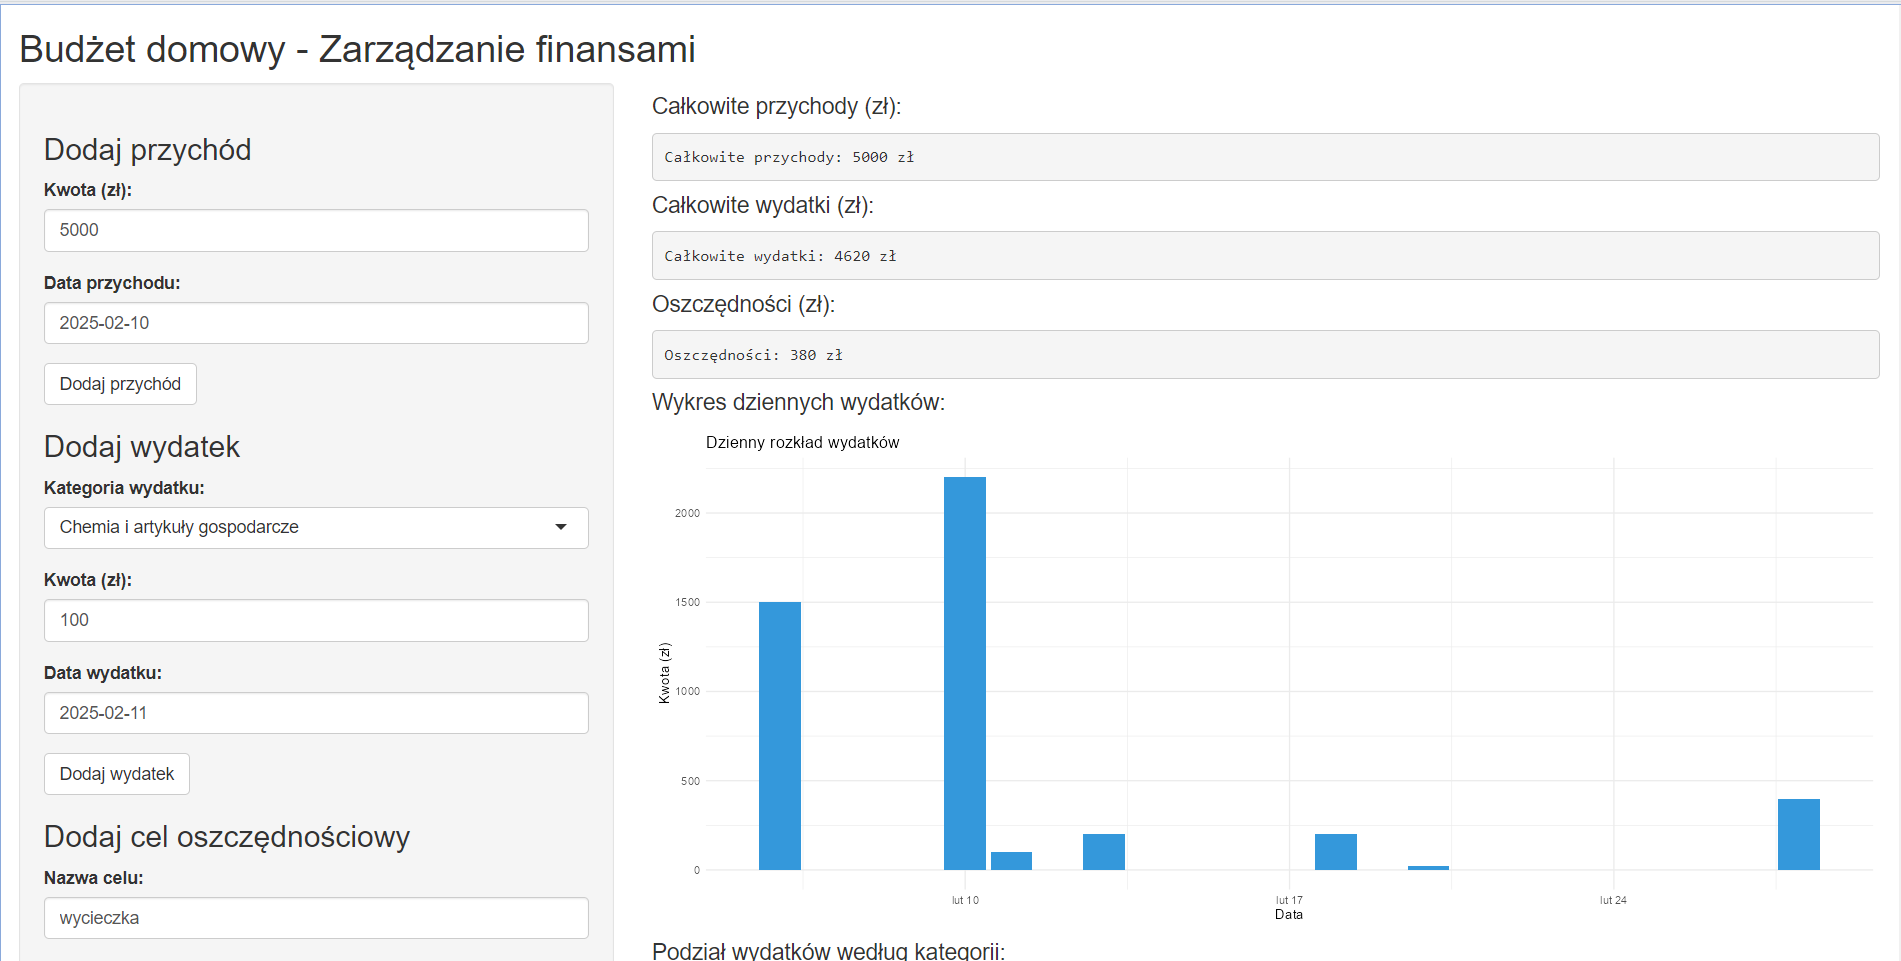 Budżet domowy - Zarządzanie finansami
Dodaj przychód
Kwota (zł):
5000
Data przychodu:
2025-02-10
Dodaj przychód
Dodaj wydatek
Kategoria wydatku:
Chemia i artykuły gospodarcze
Kwota (zł):
100
Data wydatku:
2025-02-11
Dodaj wydatek
Dodaj cel oszczędnościowy
Nazwa celu:
wycieczka
Całkowite przychody (zł):
Całkowite przychody: 5000 zł
Całkowite wydatki (zł):
Całkowite wydatki: 4620 zł
Oszczędności (zł):
Oszczędności: 380 zł
Wykres dziennych wydatków:
Dzienny rozkład wydatków
Kwota (zł)
2000
1500
1000
500
0
lut 10
lut 17
lut 24
Data
Podział wydatków według kategorii: